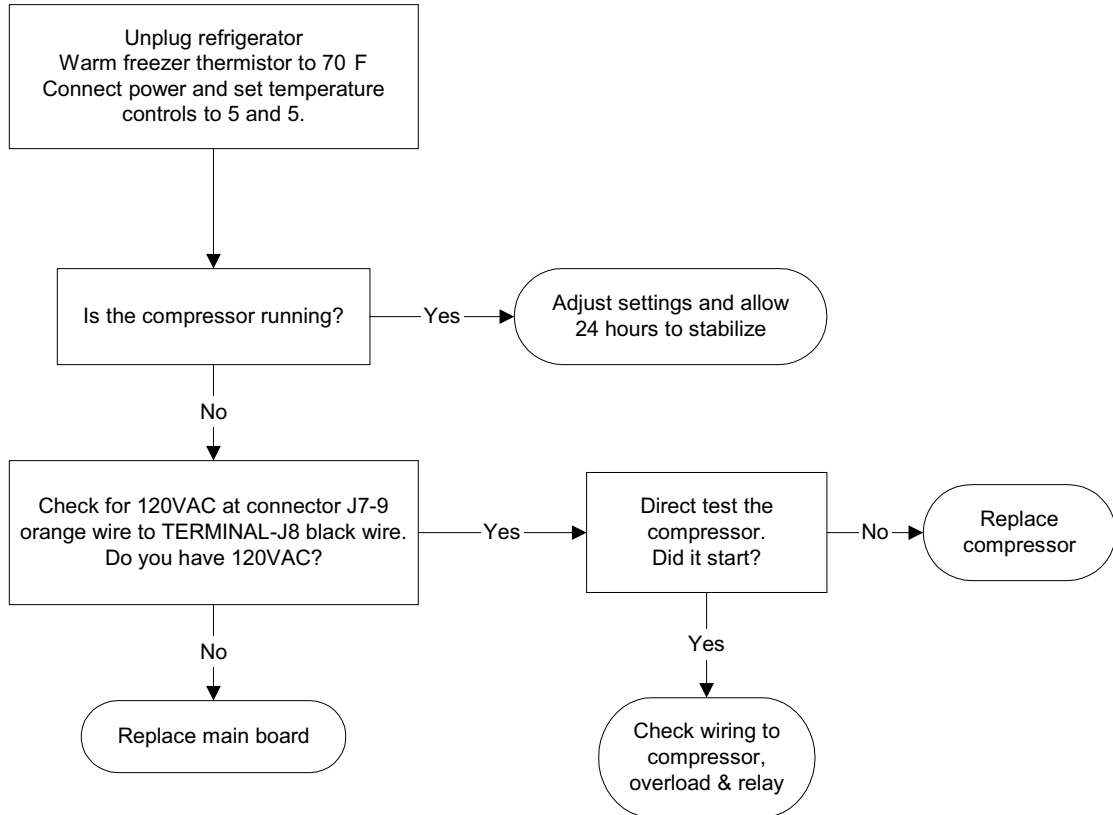 Unplug refrigerator
Warm freezer thermistor to 70 F
Connect power and set temperature
controls to 5 and 5.
Is the compressor running?
Yes
Adjust settings and allow
24 hours to stabilize
No
Check for 120VAC at connector J7-9
orange wire to TERMINAL-J8 black wire.
Do you have 120VAC?
Yes
Direct test the
compressor.
Did it start?
No
Replace
compressor
No
Yes
Replace main board
Check wiring to
compressor,
overload & relay